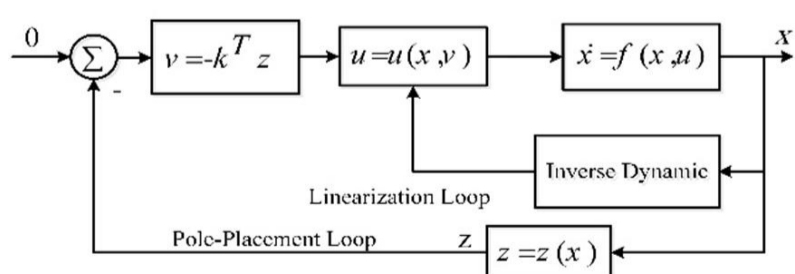 0
Σ
-
v =-k^T z
u =u (x ,v )
ẋ =f (x ,u )
X
Inverse Dynamic
Linearization Loop
Pole-Placement Loop
Z
z =z (x )